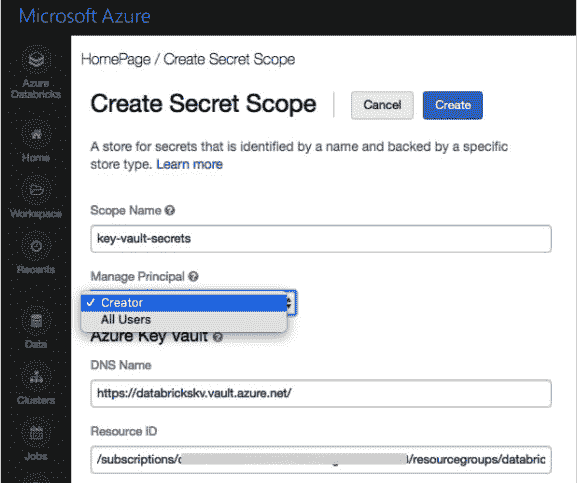 Microsoft Azure
HomePage / Create Secret Scope
Create Secret Scope
Cancel
Create
A store for secrets that is identified by a name and backed by a specific
store type. Learn more
Scope Name
key-vault-secrets
Manage Principal
✓ Creator
All Users
Azure Key Vault
DNS Name
https://databrickskv.vault.azure.net/
Resource ID
/subscriptions/ /resourcegroups/databric
Azure
Databricks
Home
Workspace
Recents
Data
Clusters
Jobs